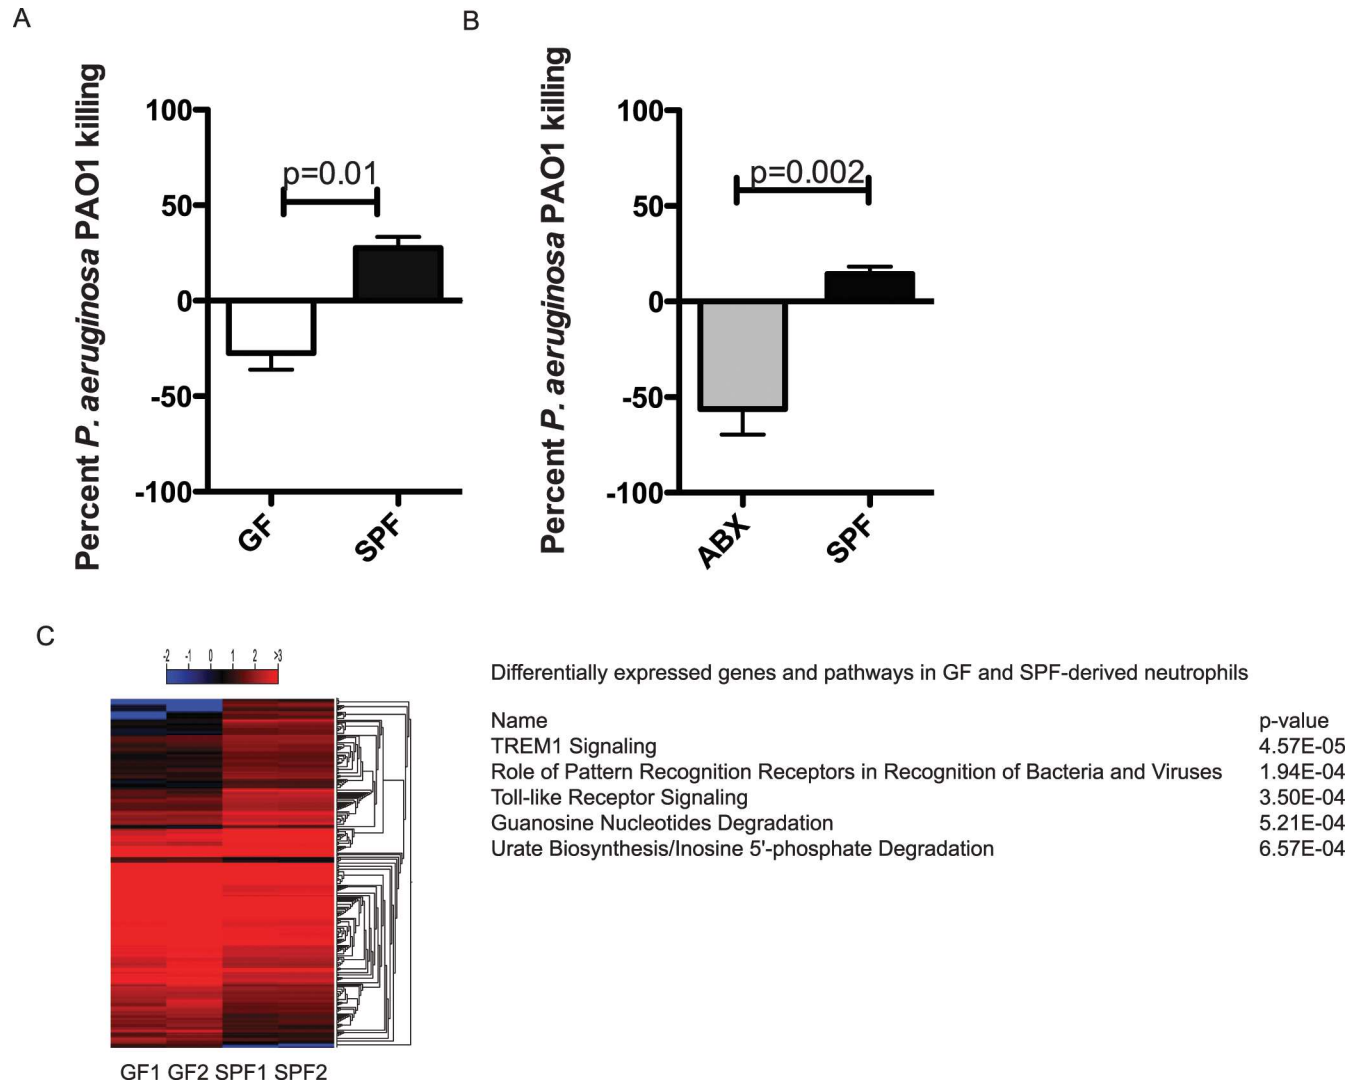 A
Percent P. aeruginosa PAO1 killing
100
50
0
-50
-100
p=0.01
GF
SPF
B
Percent P. aeruginosa PAO1 killing
100
50
0
-50
-100
p=0.002
ABX
SPF
C
-2 -1 0 1 2 >3
GF1 GF2 SPF1 SPF2
Differentially expressed genes and pathways in GF and SPF-derived neutrophils
Name p-value
TREM1 Signaling 4.57E-05
Role of Pattern Recognition Receptors in Recognition of Bacteria and Viruses 1.94E-04
Toll-like Receptor Signaling 3.50E-04
Guanosine Nucleotides Degradation 5.21E-04
Urate Biosynthesis/Inosine 5'-phosphate Degradation 6.57E-04